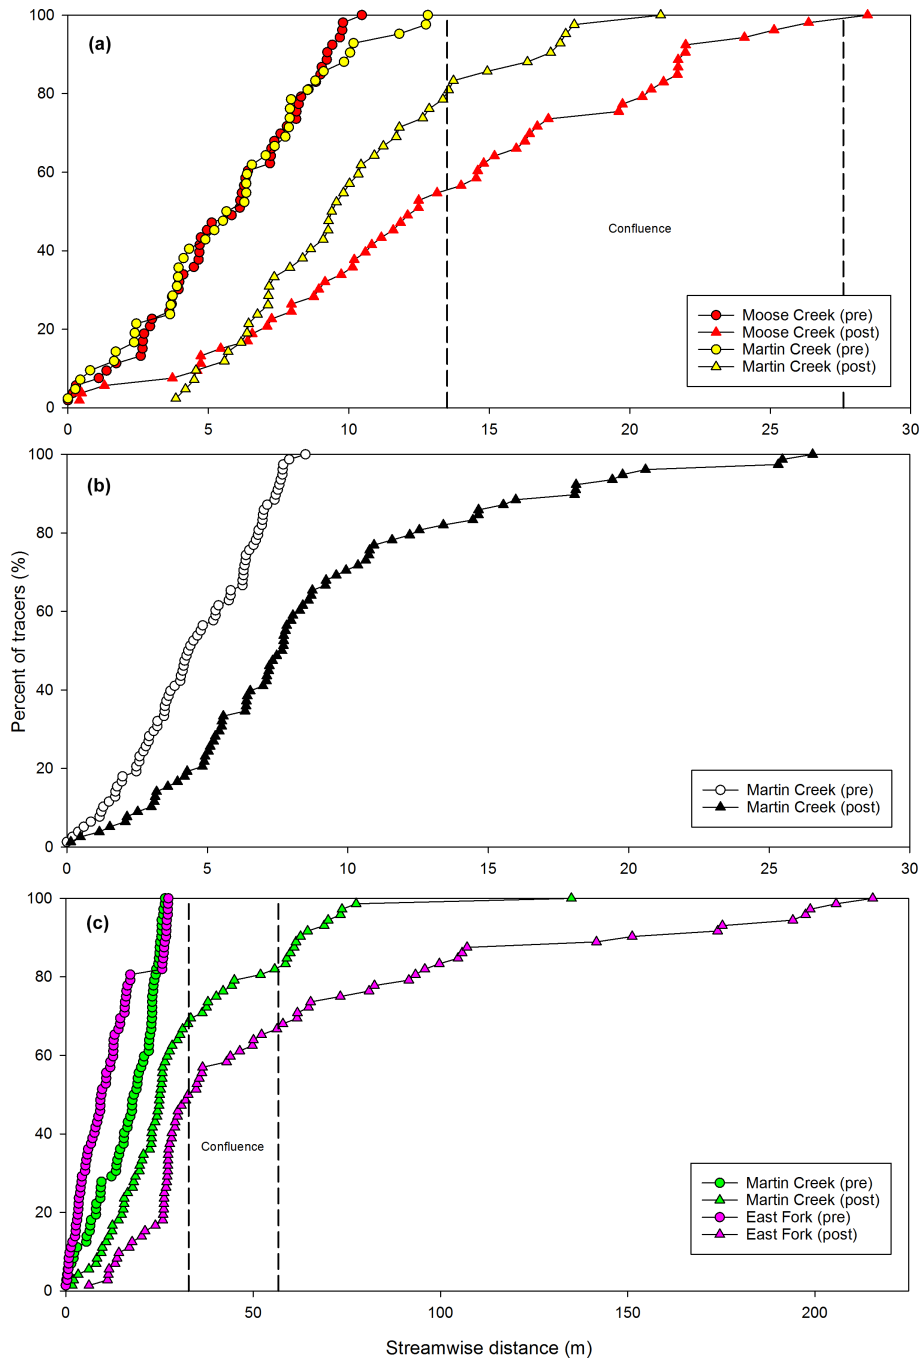 (a)
100
80
60
40
20
0
Confluence
Moose Creek (pre)
Moose Creek (post)
Martin Creek (pre)
Martin Creek (post)
0 5 10 15 20 25 30
(b)
100
80
60
40
20
0
Percent of tracers (%)
Martin Creek (pre)
Martin Creek (post)
0 5 10 15 20 25 30
(c)
100
80
60
40
20
0
Confluence
Martin Creek (pre)
Martin Creek (post)
East Fork (pre)
East Fork (post)
0 50 100 150 200
Streamwise distance (m)